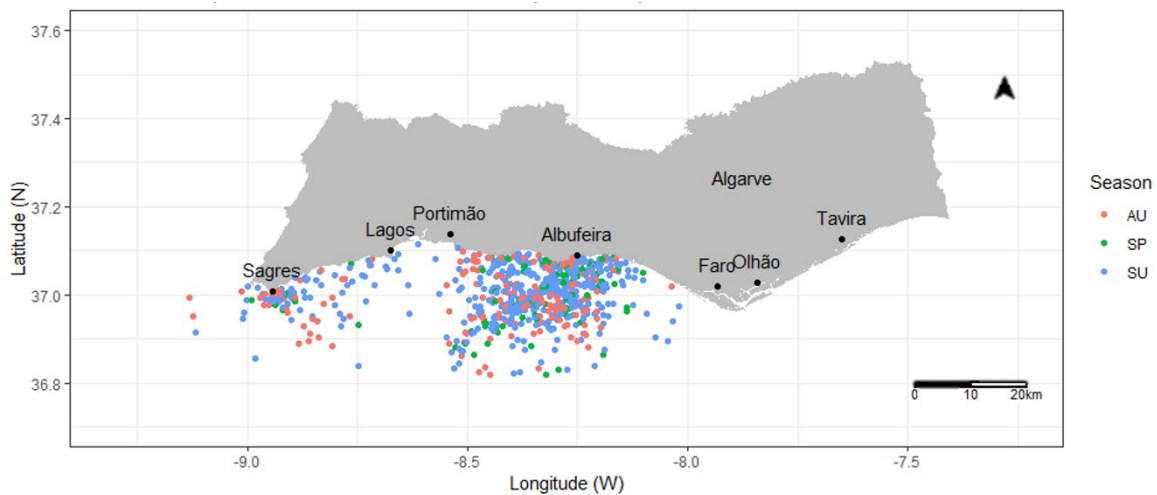 37.6
37.4
37.2
37.0
36.8
Latitude (N)
Algarve
Portimão
Lagos
Albufeira
Tavira
Sagres
Faro
Olhão
0 10 20km
-9.0 -8.5 -8.0 -7.5
Longitude (W)
Season
AU
SP
SU